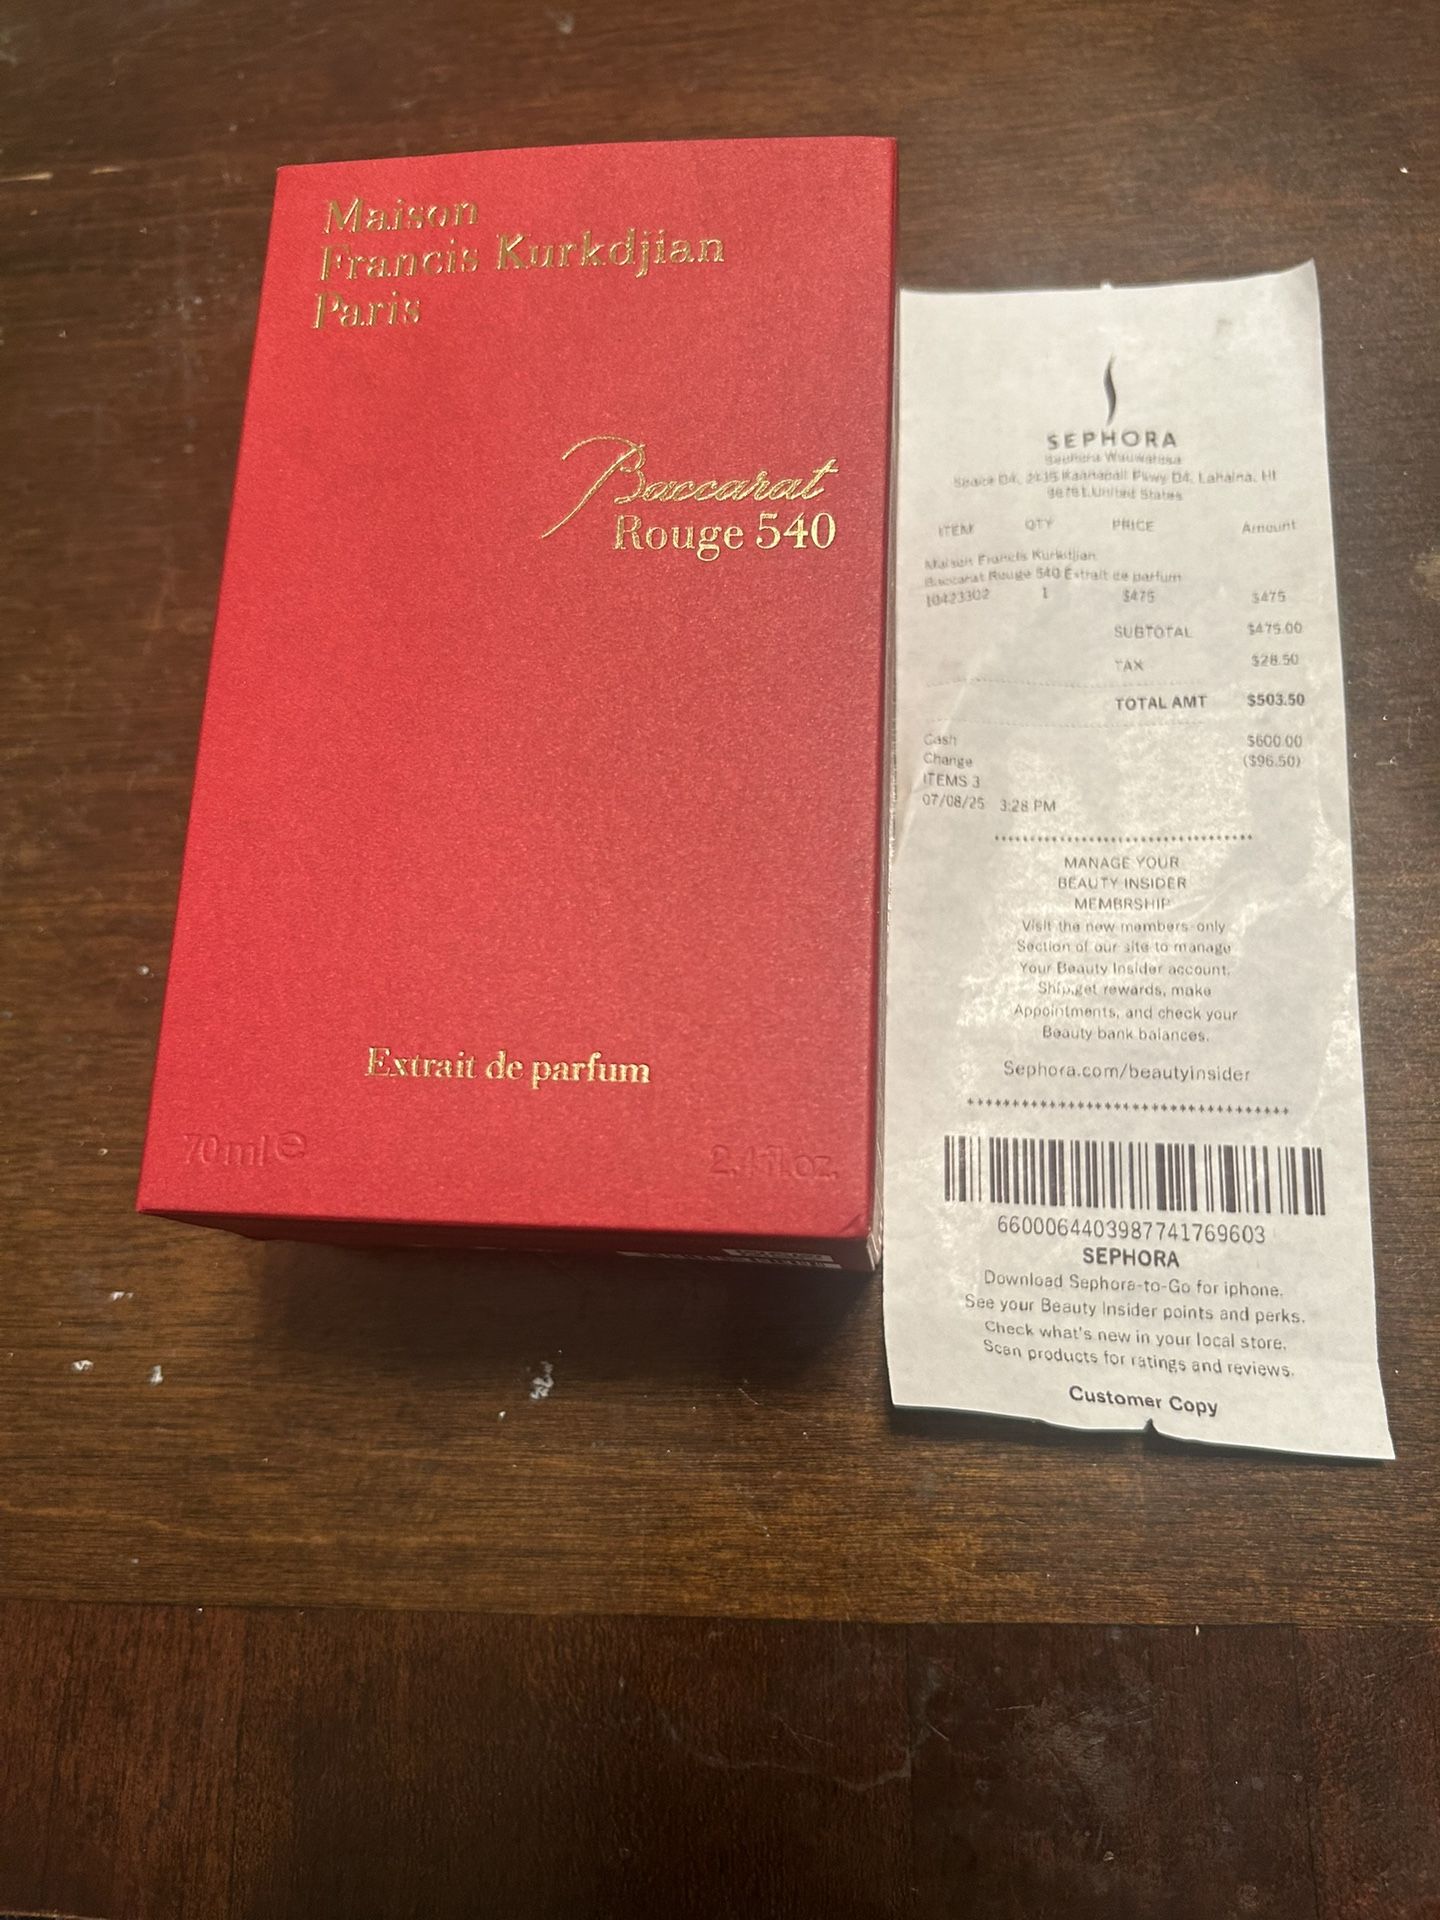 Maison
Francis Kurkdjian
Paris
Baccarat
Rouge 540
Extrait de parfum
70 ml ℮
2.4 fl.oz.
SEPHORA
Sephora Wauwatosa
Space D4, 2435 Kaanapali Pkwy D4, Lahaina, HI
United States
ITEM QTY PRICE Amount
Maison Francis Kurkdjian
Baccarat Rouge 540 Extrait de parfum
10423302 1 $475 $475
SUBTOTAL $475.00
TAX $28.50
TOTAL AMT $503.50
Cash $600.00
Change ($96.50)
ITEMS 3
07/08/25 3:28 PM
MANAGE YOUR
BEAUTY INSIDER
MEMBRSHIP
Visit the new members only
Section of our site to manage
Your Beauty Insider account.
Ship,get rewards, make
Appointments, and check your
Beauty bank balances.
Sephora.com/beautyinsider
6600064403987741769603
SEPHORA
Download Sephora-to-Go for iphone.
See your Beauty Insider points and perks.
Check what's new in your local store.
Scan products for ratings and reviews.
Customer Copy